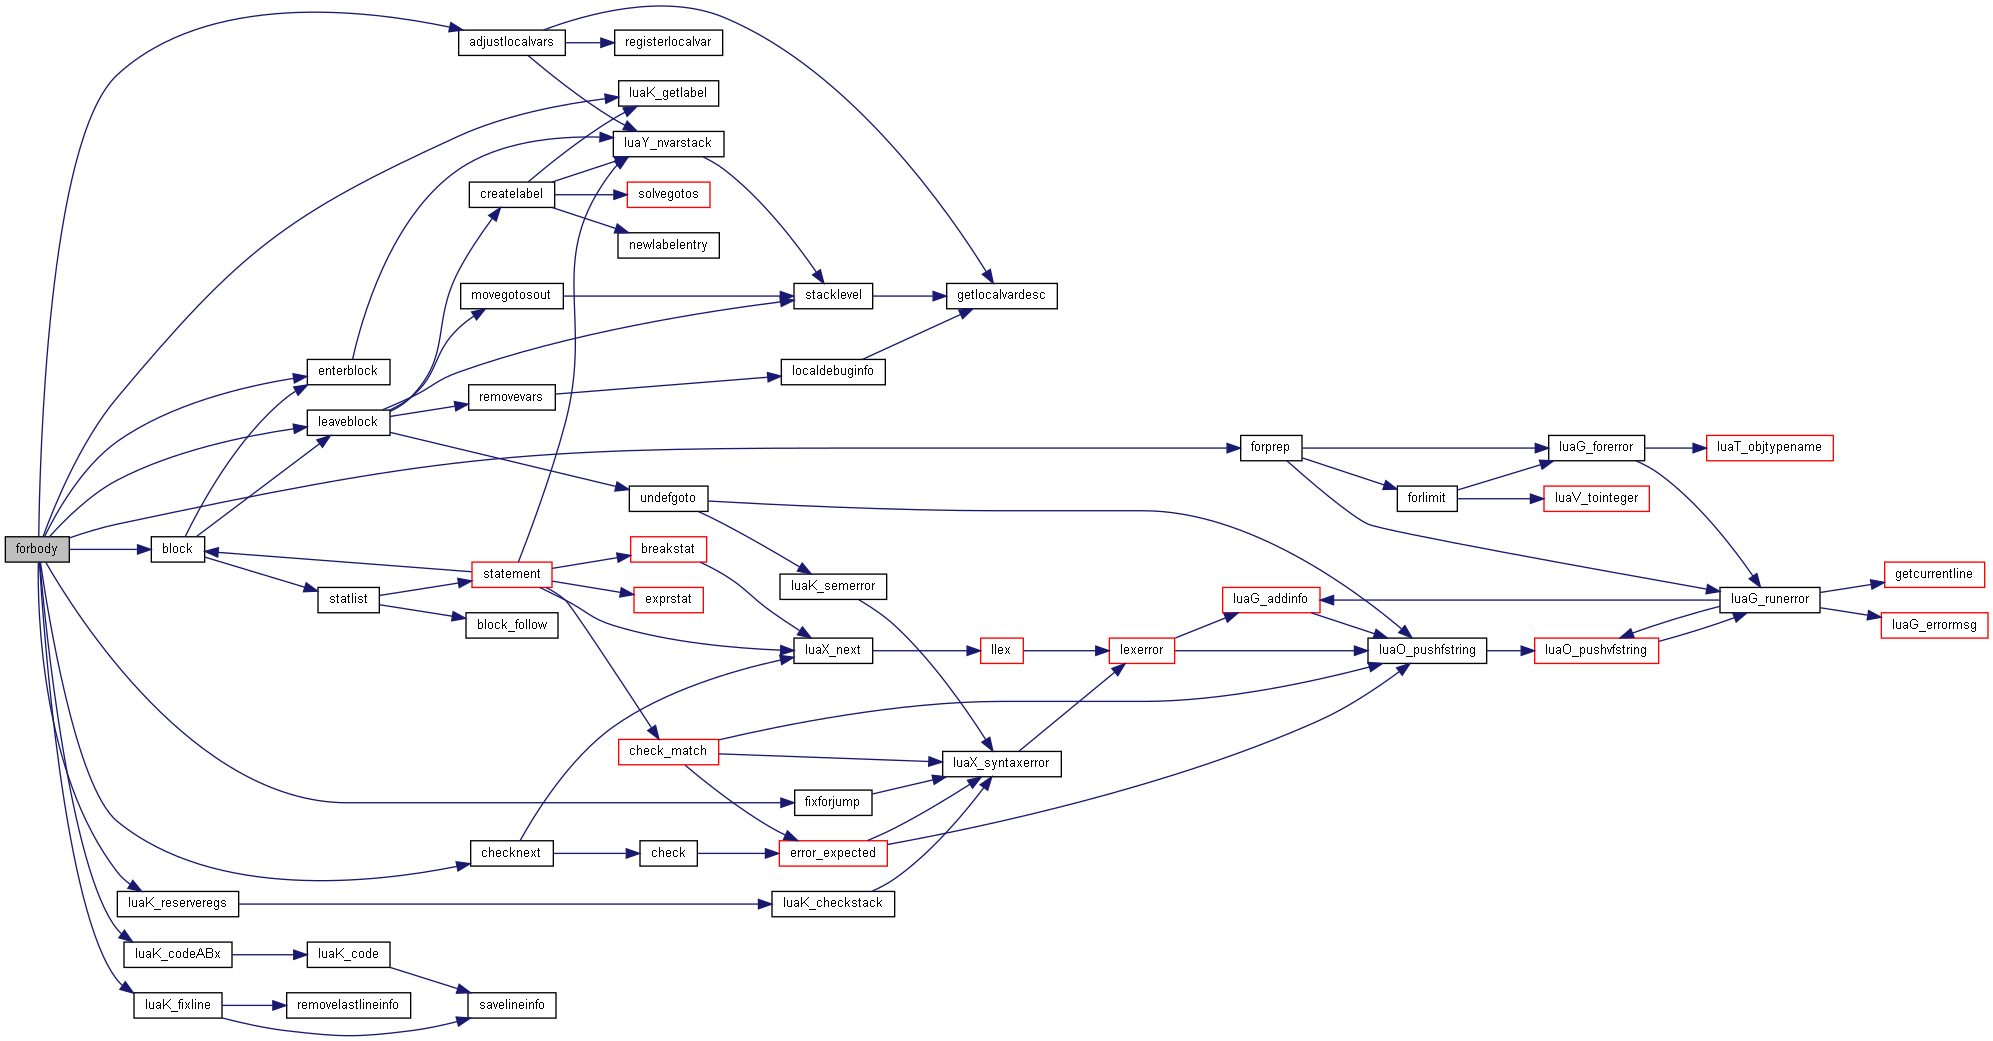 adjustlocalvars
registerlocalvar
luaK_getlabel
luaY_nvarstack
createlabel
solvegotos
newlabelentry
movegotosout
stacklevel
getlocalvardesc
enterblock
localdebuginfo
removevars
leaveblock
forprep
luaG_forerror
luaT_objtypename
undefgoto
forlimit
luaV_tointeger
forbody
block
breakstat
statement
luaK_semerror
getcurrentline
statlist
exprstat
luaG_addinfo
luaG_runerror
block_follow
luaG_errormsg
luaX_next
llex
lexerror
luaO_pushfstring
luaO_pushvfstring
check_match
luaX_syntaxerror
fixforjump
checknext
check
error_expected
luaK_reserveregs
luaK_checkstack
luaK_codeABx
luaK_code
luaK_fixline
removelastlineinfo
savelineinfo